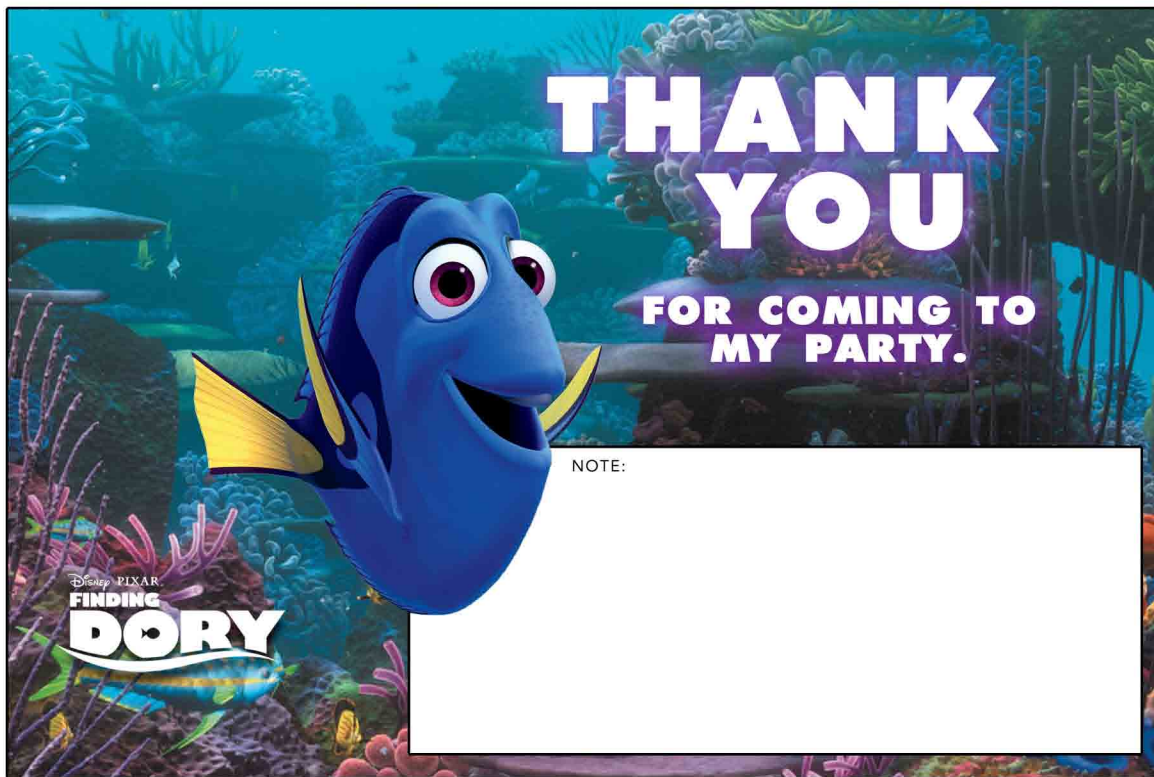 THANK
YOU
FOR COMING TO
MY PARTY.
NOTE:
Disney PIXAR
FINDING
DORY